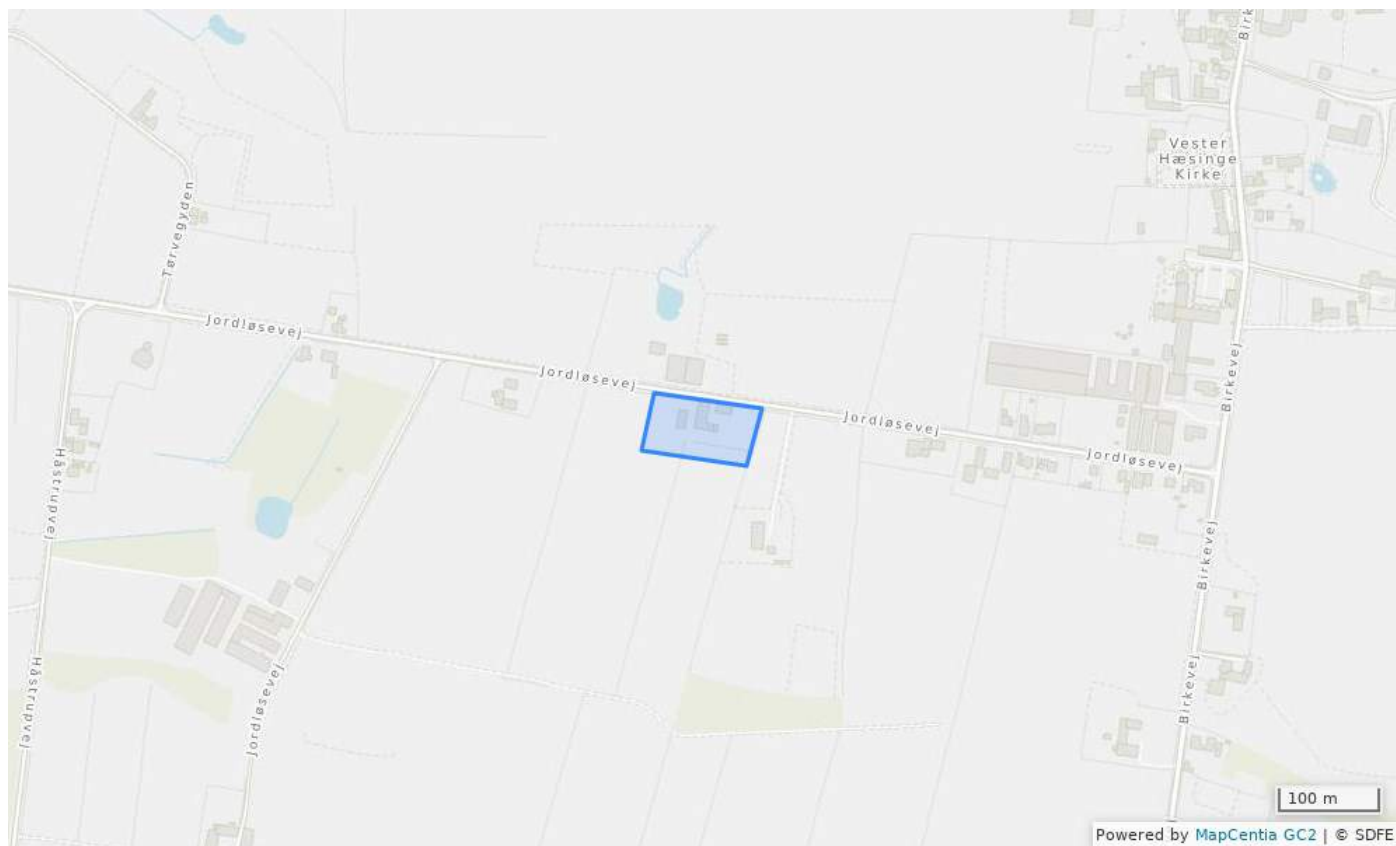 Birk
Vester
Hæsinge
Kirke
Tørvegyden
Jordløsevej
Jordløsevej
Jordløsevej
Birkevej
Jordløsevej
Håstrupvej
Birkevej
Håstrupvej
Jordløsevej
Birkevej
100 m
Powered by MapCentia GC2 | © SDFE